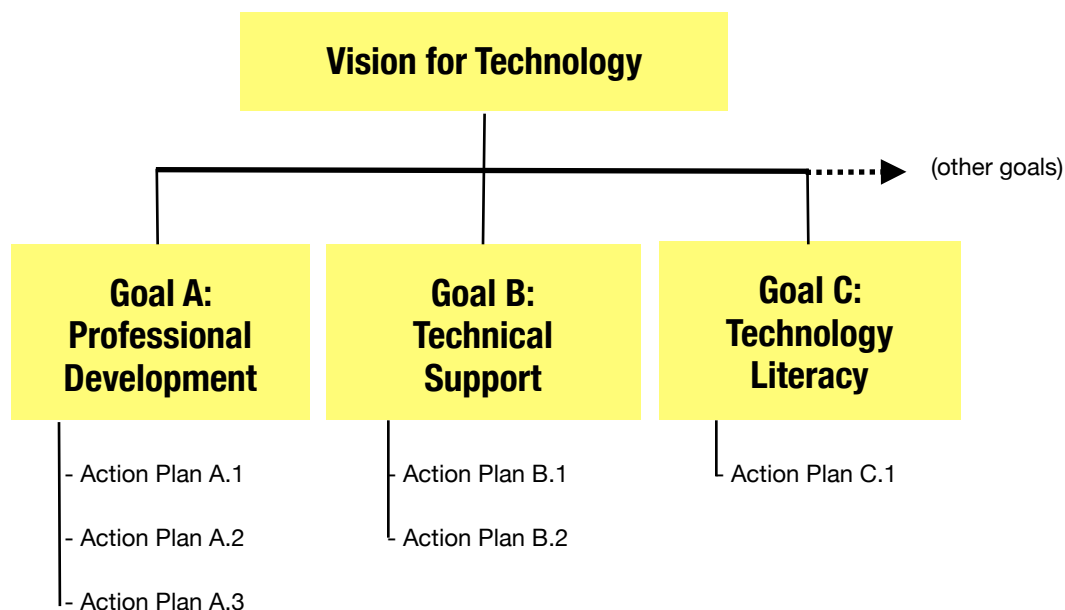 Vision for Technology
(other goals)
Goal A:
Professional
Development
Goal B:
Technical
Support
Goal C:
Technology
Literacy
- Action Plan A.1
- Action Plan A.2
- Action Plan A.3
- Action Plan B.1
- Action Plan B.2
- Action Plan C.1